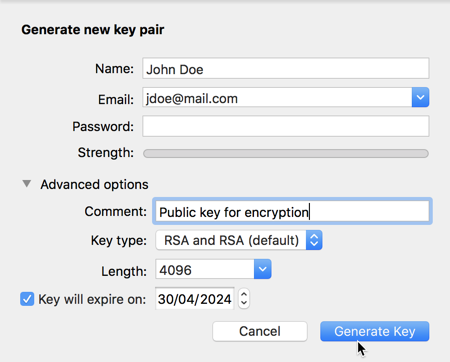 Generate new key pair
Name: John Doe
Email: jdoe@mail.com
Password:
Strength:
Advanced options
Comment: Public key for encryption
Key type: RSA and RSA (default)
Length: 4096
Key will expire on: 30/04/2024
Cancel Generate Key